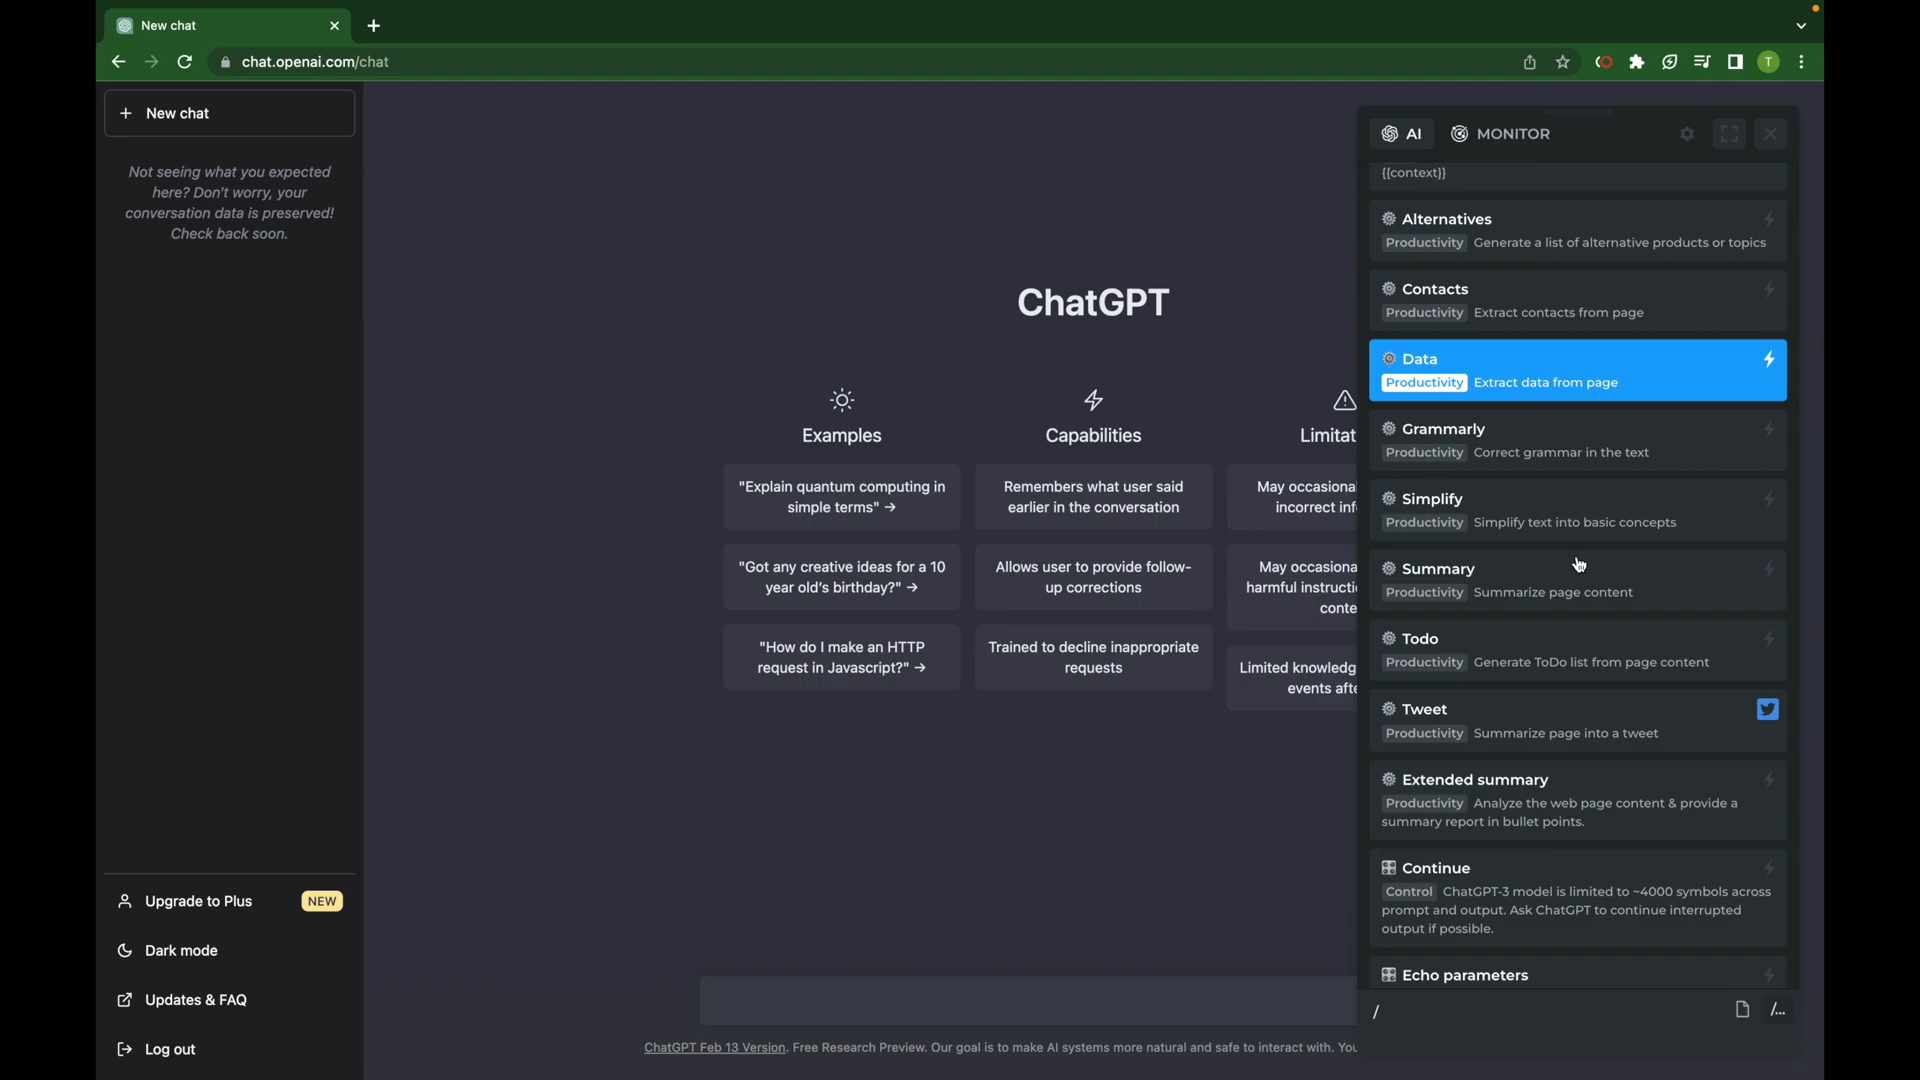 New chat
chat.openai.com/chat
T
New chat
Not seeing what you expected
here? Don't worry, your
conversation data is preserved!
Check back soon.
Upgrade to Plus NEW
Dark mode
Updates & FAQ
Log out
ChatGPT
Examples
"Explain quantum computing in
simple terms" →
"Got any creative ideas for a 10
year old's birthday?" →
"How do I make an HTTP
request in Javascript?" →
Capabilities
Remembers what user said
earlier in the conversation
Allows user to provide follow-
up corrections
Trained to decline inappropriate
requests
Limitat
May occasiona
incorrect inf
May occasiona
harmful instructi
conte
Limited knowledg
events afte
ChatGPT Feb 13 Version. Free Research Preview. Our goal is to make AI systems more natural and safe to interact with. You
AI MONITOR
{{context}}
Alternatives
Productivity Generate a list of alternative products or topics
Contacts
Productivity Extract contacts from page
Data
Productivity Extract data from page
Grammarly
Productivity Correct grammar in the text
Simplify
Productivity Simplify text into basic concepts
Summary
Productivity Summarize page content
Todo
Productivity Generate ToDo list from page content
Tweet
Productivity Summarize page into a tweet
Extended summary
Productivity Analyze the web page content & provide a
summary report in bullet points.
Continue
Control ChatGPT-3 model is limited to ~4000 symbols across
prompt and output. Ask ChatGPT to continue interrupted
output if possible.
Echo parameters
/
/...